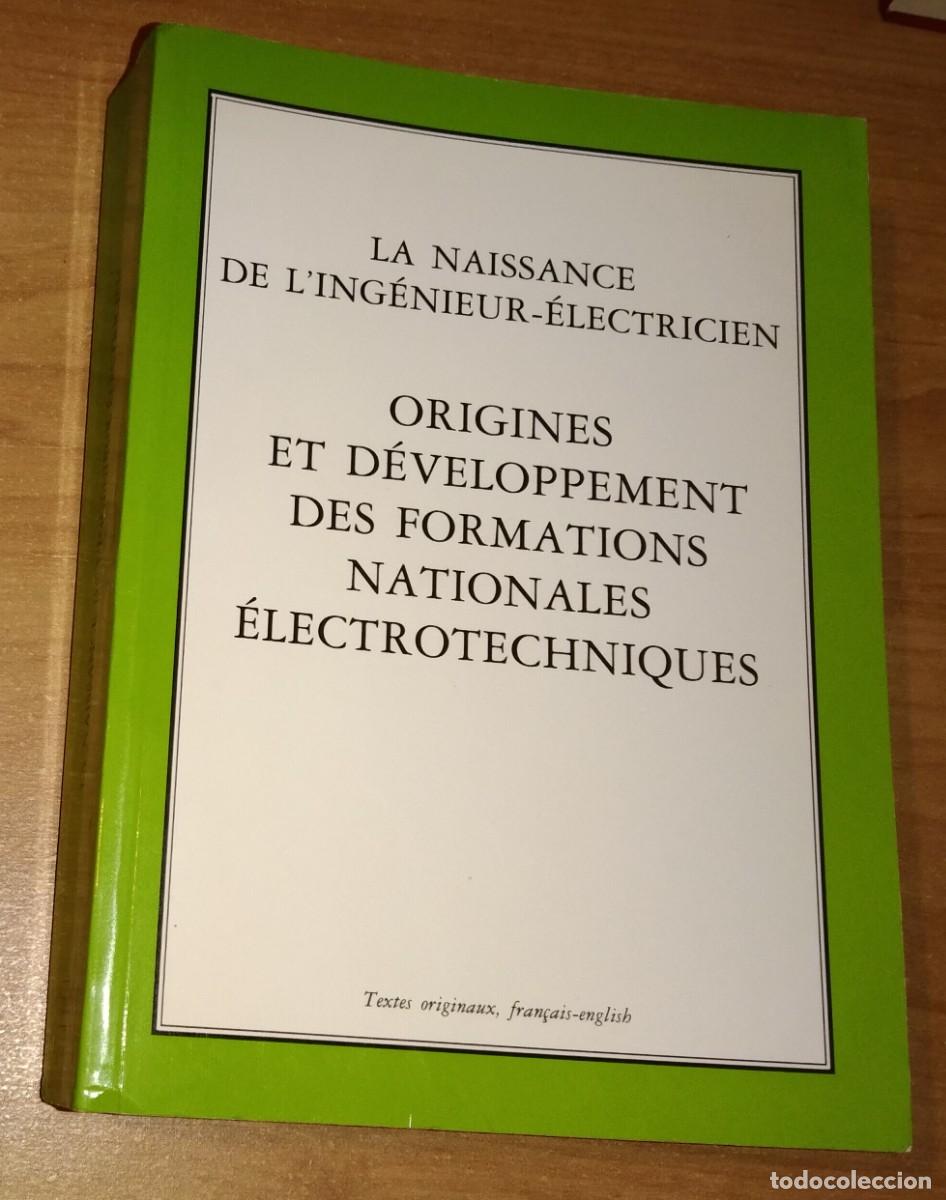 LA NAISSANCE
DE L'INGÉNIEUR-ÉLECTRICIEN
ORIGINES
ET DÉVELOPPEMENT
DES FORMATIONS
NATIONALES
ÉLECTROTECHNIQUES
Textes originaux, français-english
todocoleccion